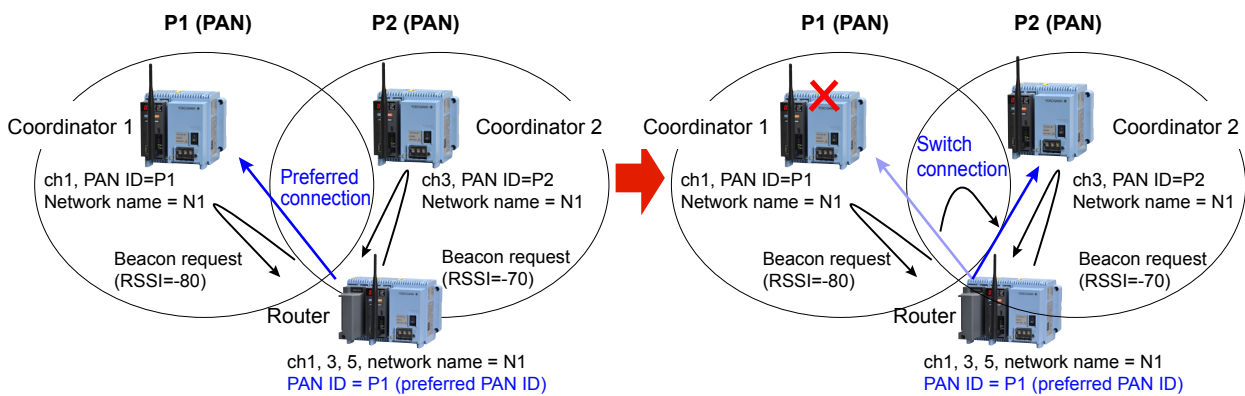 P1 (PAN)
P2 (PAN)
Coordinator 1
Coordinator 2
ch1, PAN ID=P1
Network name = N1
Preferred
connection
ch3, PAN ID=P2
Network name = N1
Beacon request
(RSSI=-80)
Beacon request
(RSSI=-70)
Router
ch1, 3, 5, network name = N1
PAN ID = P1 (preferred PAN ID)
P1 (PAN)
P2 (PAN)
Coordinator 1
Coordinator 2
Switch
connection
ch1, PAN ID=P1
Network name = N1
ch3, PAN ID=P2
Network name = N1
Beacon request
(RSSI=-80)
Beacon request
(RSSI=-70)
Router
ch1, 3, 5, network name = N1
PAN ID = P1 (preferred PAN ID)